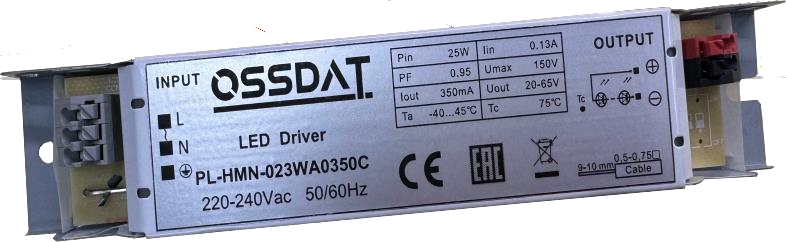 INPUT
OSSDAT
L
N
LED Driver
PL-HMN-023WA0350C
220-240Vac 50/60Hz
Pin 25W Iin 0.13A
PF 0.95 Umax 150V
Iout 350mA Uout 20-65V
Ta -40...45℃ Tc 75℃
CE
EAC
OUTPUT
+
Tc
−
9-10 mm 0,5-0,75□
Cable